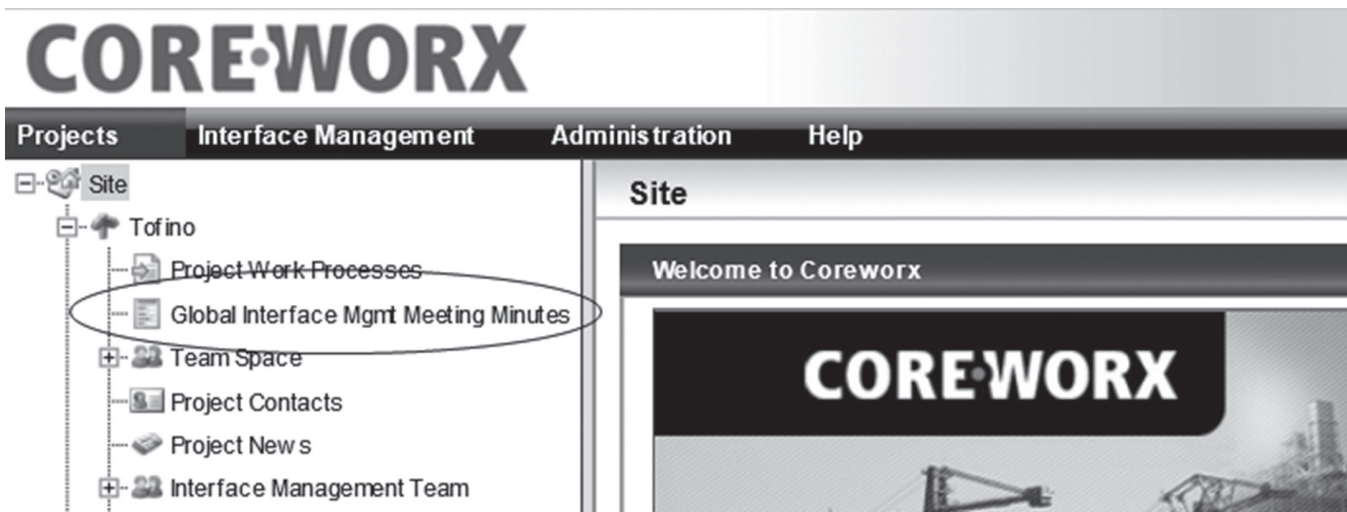 CORE·WORX
Projects Interface Management Administration Help
Site
Tofino
Project Work Processes
Global Interface Mgmt Meeting Minutes
Team Space
Project Contacts
Project News
Interface Management Team
Site
Welcome to Coreworx
CORE·WORX